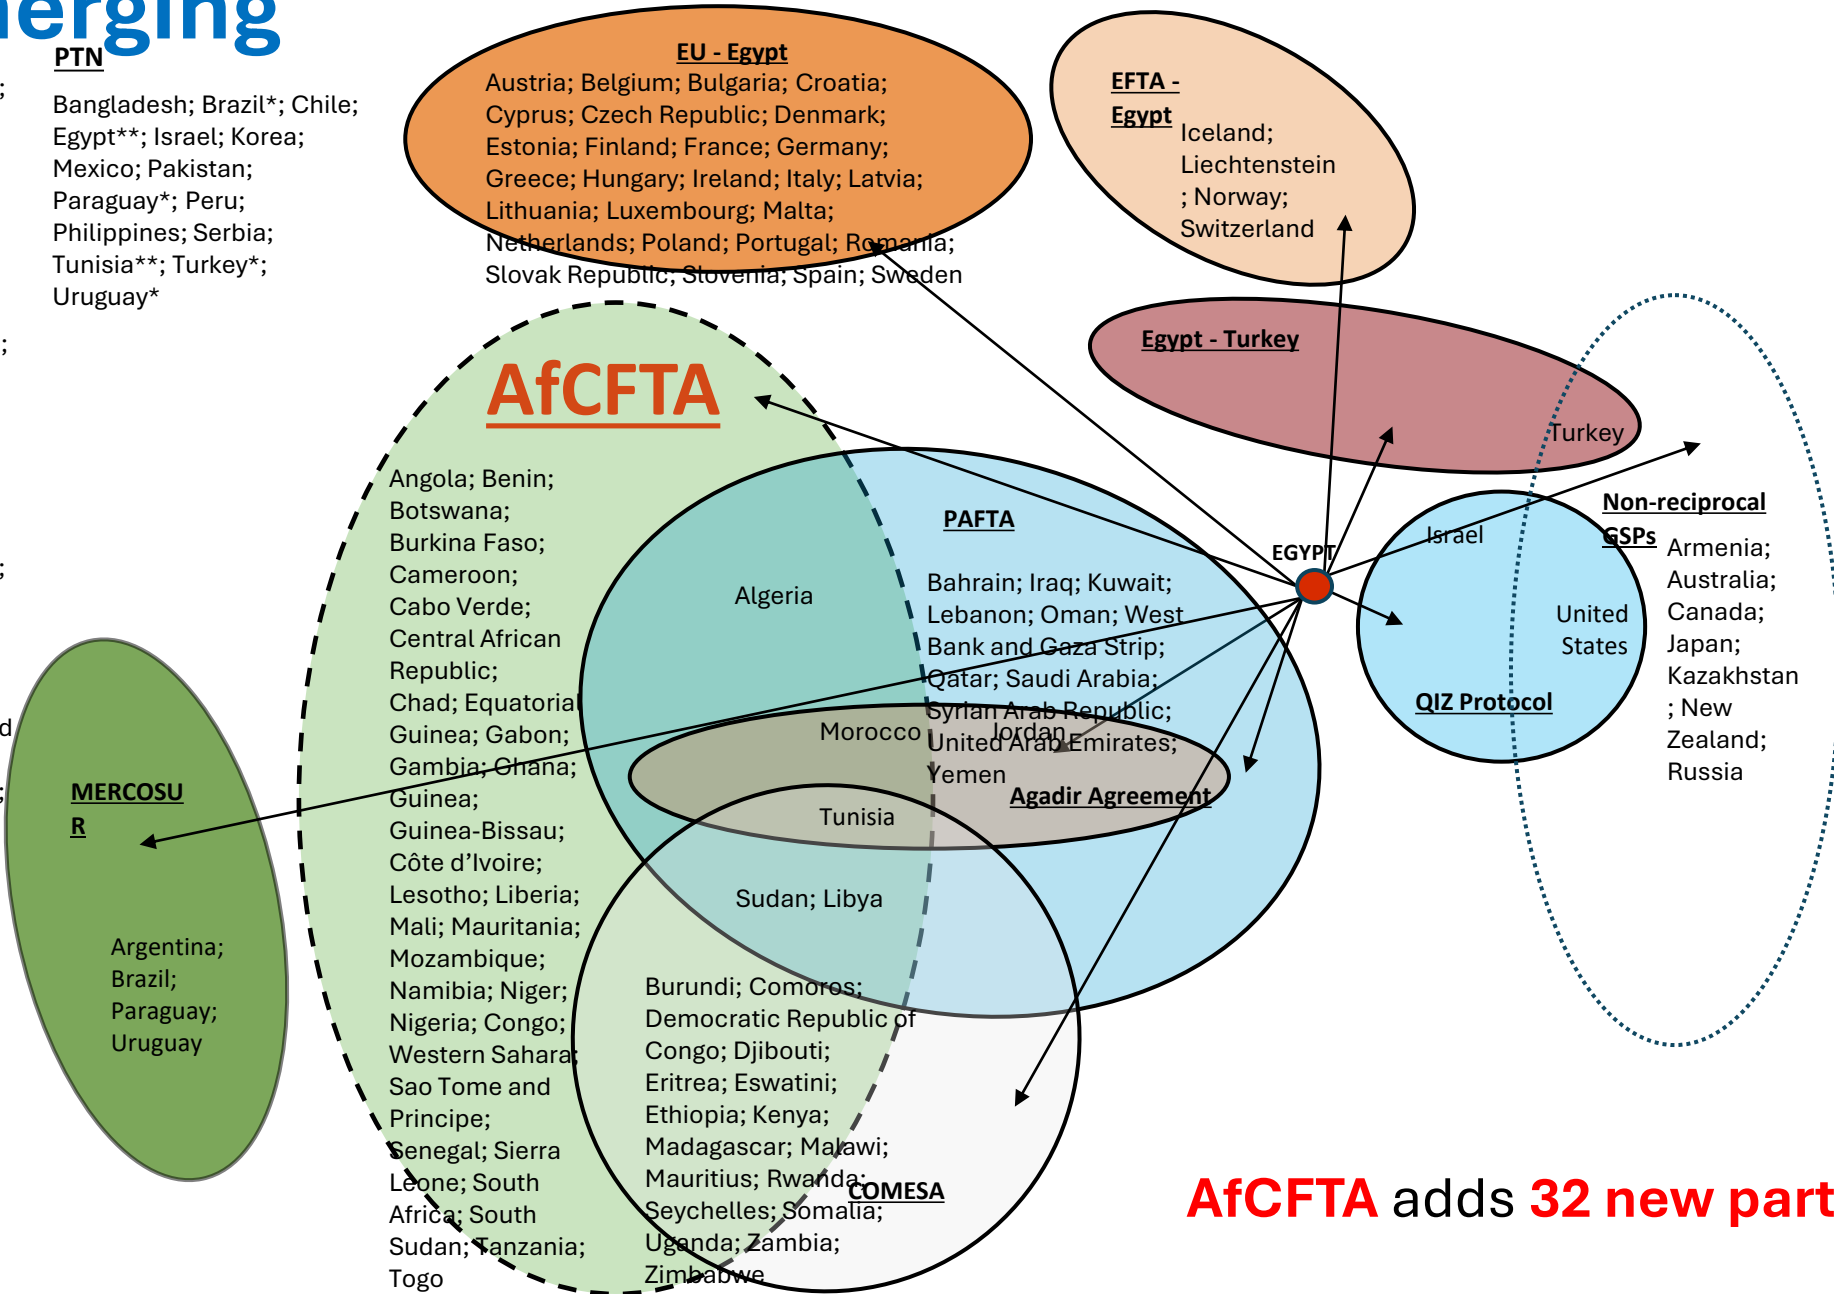 erging
PTN
Bangladesh; Brazil*; Chile;
Egypt**; Israel; Korea;
Mexico; Pakistan;
Paraguay*; Peru;
Philippines; Serbia;
Tunisia**; Turkey*;
Uruguay*
;
;
;
d
;
EU - Egypt
Austria; Belgium; Bulgaria; Croatia;
Cyprus; Czech Republic; Denmark;
Estonia; Finland; France; Germany;
Greece; Hungary; Ireland; Italy; Latvia;
Lithuania; Luxembourg; Malta;
Netherlands; Poland; Portugal; Romania;
Slovak Republic; Slovenia; Spain; Sweden
EFTA -
Egypt
Iceland;
Liechtenstein
; Norway;
Switzerland
Egypt - Turkey
Turkey
AfCFTA
Angola; Benin;
Botswana;
Burkina Faso;
Cameroon;
Cabo Verde;
Central African
Republic;
Chad; Equatorial
Guinea; Gabon;
Gambia; Ghana;
Guinea;
Guinea-Bissau;
Côte d’Ivoire;
Lesotho; Liberia;
Mali; Mauritania;
Mozambique;
Namibia; Niger;
Nigeria; Congo;
Western Sahara;
Sao Tome and
Principe;
Senegal; Sierra
Leone; South
Africa; South
Sudan; Tanzania;
Togo
PAFTA
Algeria
Bahrain; Iraq; Kuwait;
Lebanon; Oman; West
Bank and Gaza Strip;
Qatar; Saudi Arabia;
Syrian Arab Republic;
United Arab Emirates;
Yemen
Morocco
Jordan
Agadir Agreement
Tunisia
Sudan; Libya
Burundi; Comoros;
Democratic Republic of
Congo; Djibouti;
Eritrea; Eswatini;
Ethiopia; Kenya;
Madagascar; Malawi;
Mauritius; Rwanda;
Seychelles; Somalia;
Uganda; Zambia;
Zimbabwe
COMESA
EGYPT
Israel
United
States
QIZ Protocol
Non-reciprocal
GSPs
Armenia;
Australia;
Canada;
Japan;
Kazakhstan
; New
Zealand;
Russia
MERCOSU
R
Argentina;
Brazil;
Paraguay;
Uruguay
AfCFTA adds 32 new part